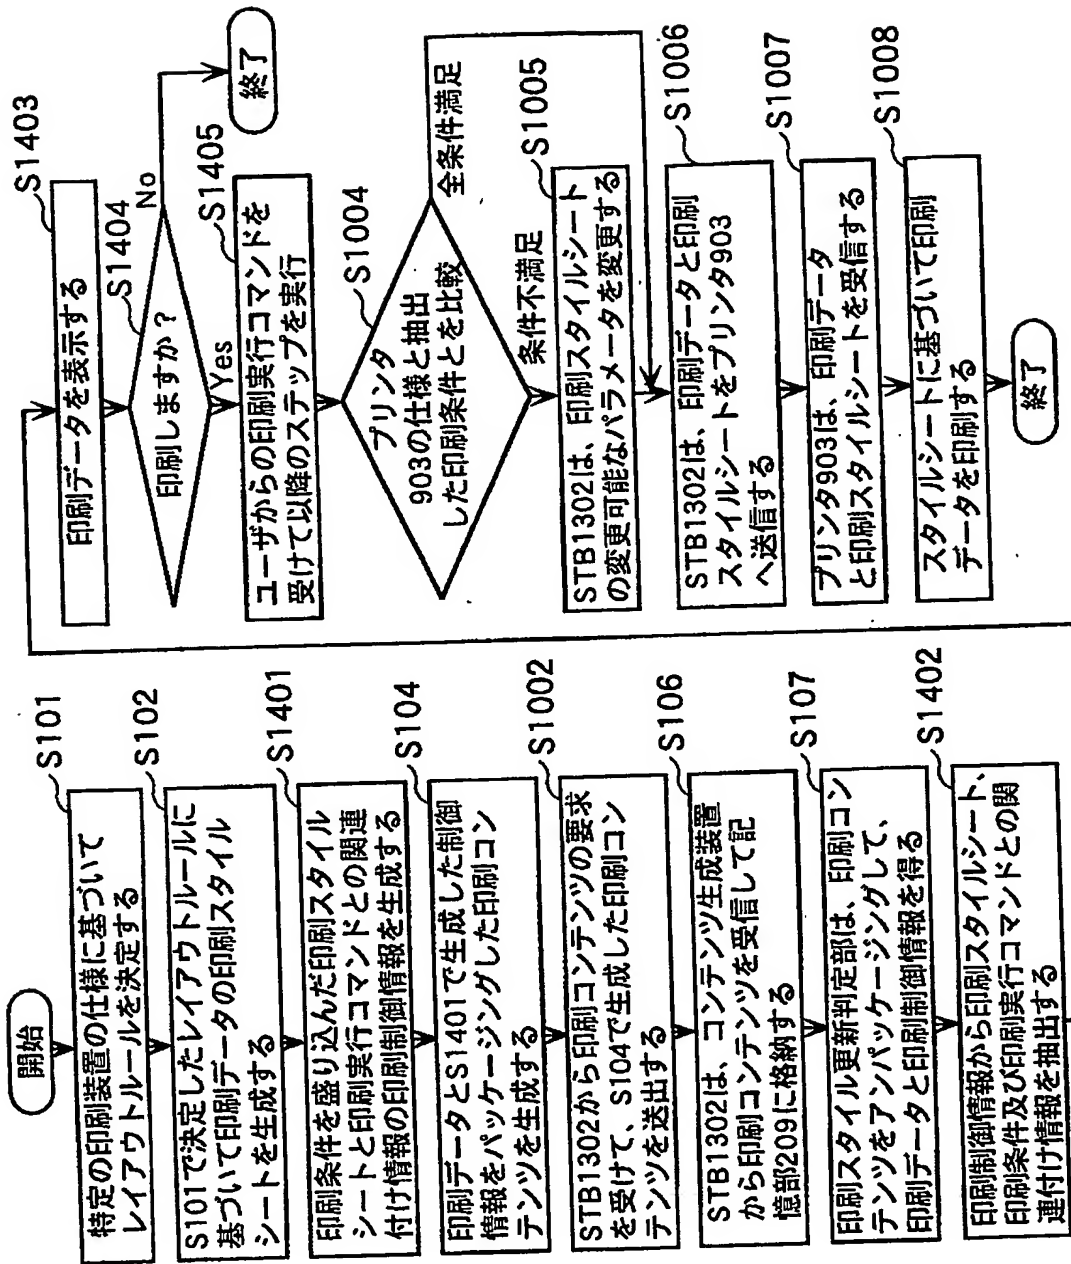 開始
S101
特定の印刷装置の仕様に基づいて
レイアウトルールを決定する
S102
S101で決定したレイアウトルールに
基づいて印刷データの印刷スタイル
シートを生成する
S1401
印刷条件を盛り込んだ印刷スタイル
シートと印刷実行コマンドとの関連
付け情報の印刷制御情報を生成する
S104
印刷データとS1401で生成した制御
情報をパッケージングした印刷コン
テンツを生成する
S1002
STB1302から印刷コンテンツの要求
を受けて、S104で生成した印刷コン
テンツを送出する
S106
STB1302は、コンテンツ生成装置
から印刷コンテンツを受信して記
憶部209に格納する
S107
印刷スタイル更新判定部は、印刷コン
テンツをアンパッケージングして、
印刷データと印刷制御情報を得る
S1402
印刷制御情報から印刷スタイルシート、
印刷条件及び印刷実行コマンドとの関
連付け情報を抽出する
S1403
印刷データを表示する
S1404
印刷しますか?
No
終了
Yes
S1405
ユーザからの印刷実行コマンドを
受けて以降のステップを実行
S1004
プリンタ
903の仕様と抽出
した印刷条件とを比較
全条件満足
条件不満足
S1005
STB1302は、印刷スタイルシート
の変更可能なパラメータを変更する
S1006
STB1302は、印刷データと印刷
スタイルシートをプリンタ903
へ送信する
S1007
プリンタ903は、印刷データ
と印刷スタイルシートを受信する
S1008
スタイルシートに基づいて印刷
データを印刷する
終了